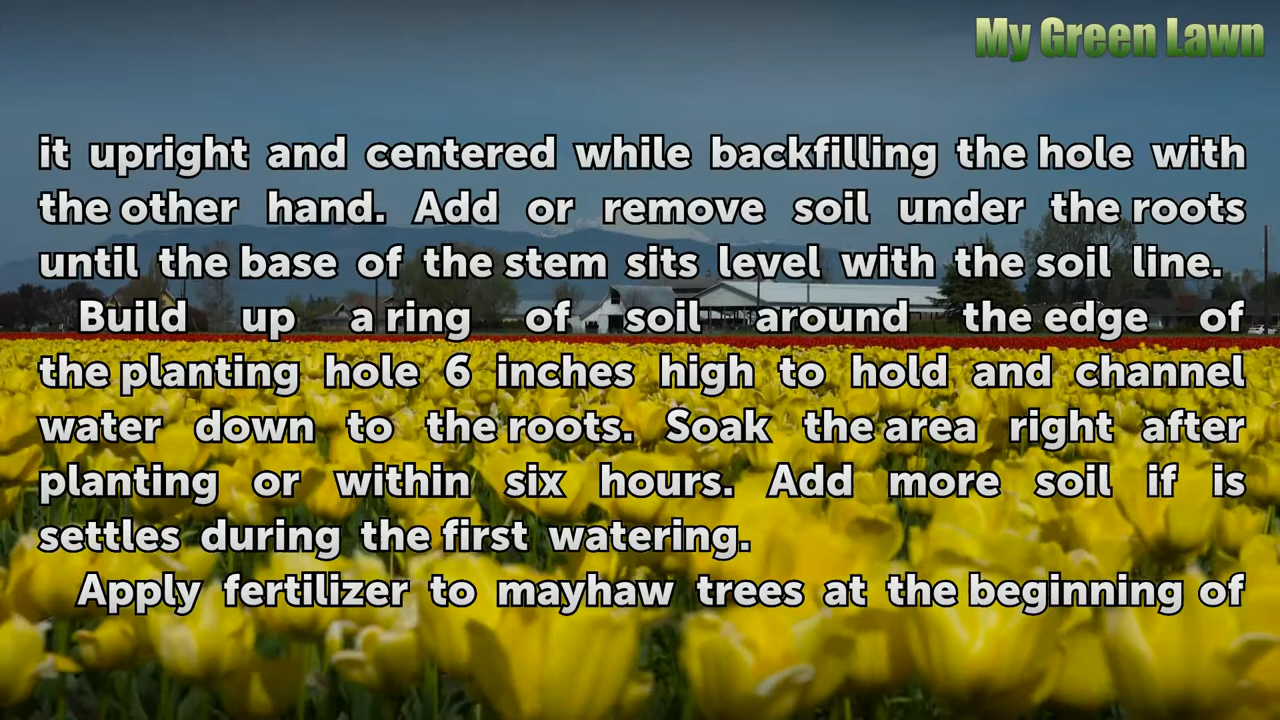 My Green Lawn
it upright and centered while backfilling the hole with
the other hand. Add or remove soil under the roots
until the base of the stem sits level with the soil line.
Build up a ring of soil around the edge of
the planting hole 6 inches high to hold and channel
water down to the roots. Soak the area right after
planting or within six hours. Add more soil if is
settles during the first watering.
Apply fertilizer to mayhaw trees at the beginning of